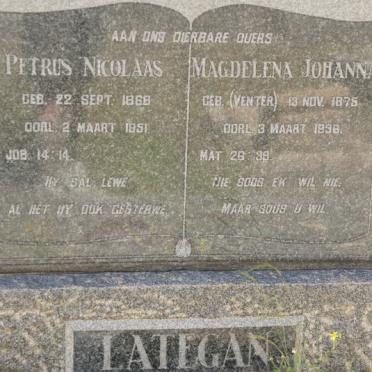 AAN ONS DIERBARE OUERS
PETRUS NICOLAAS
GEB. 22 SEPT. 1868
OORL. 2 MAART 1951
JOB. 14:14.
HY SAL LEWE
AL HET HY OOK GESTERWE.
MAGDELENA JOHANNA
GEB. (VENTER) 13 NOV. 1875
OORL. 3 MAART
MAT 26:39.
NIE SOOS EK WIL NIE.
MAAR SOOS U WIL.
LATEGAN